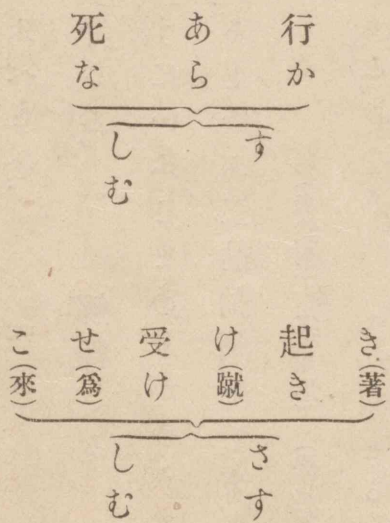 行か
あら
死な
す
しむ
き(著)
起き
け(蹴)
受け
せ(爲)
こ(來)
さす
しむ